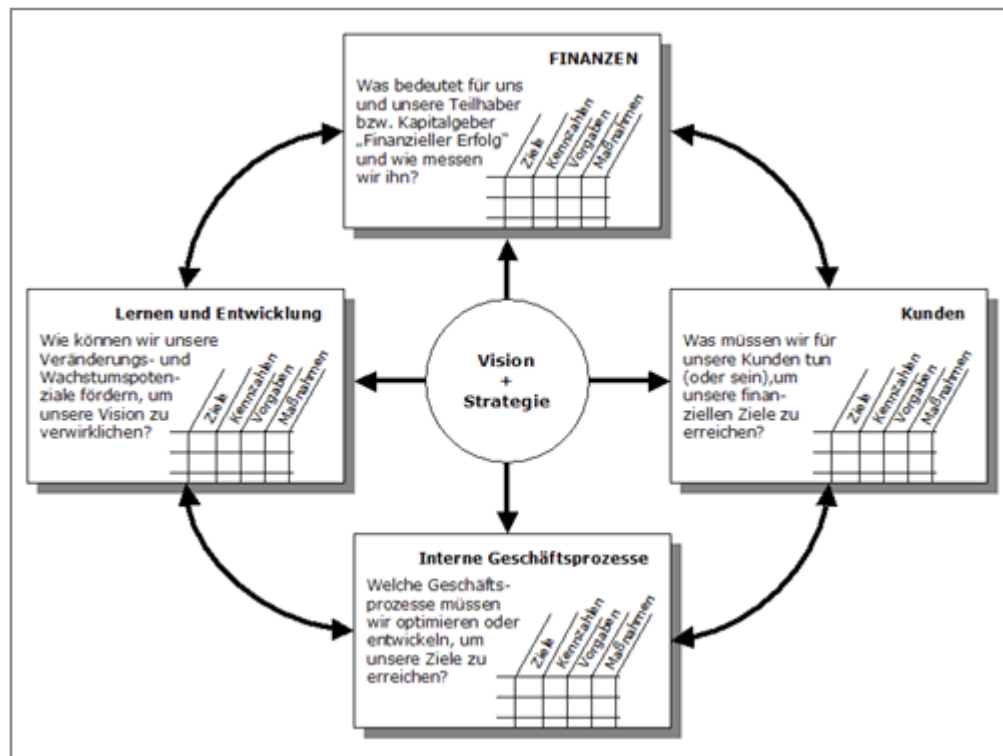 FINANZEN
Was bedeutet für uns
und unsere Teilhaber
bzw. Kapitalgeber
„Finanzieller Erfolg“
und wie messen
wir ihn?
Ziele
Kennzahlen
Vorgaben
Maßnahmen
Lernen und Entwicklung
Wie können wir unsere
Veränderungs- und
Wachstumspoten-
ziale fördern, um
unsere Vision zu
verwirklichen?
Ziele
Kennzahlen
Vorgaben
Maßnahmen
Vision
+
Strategie
Kunden
Was müssen wir für
unsere Kunden tun
(oder sein),um
unsere finan-
ziellen Ziele zu
erreichen?
Ziele
Kennzahlen
Vorgaben
Maßnahmen
Interne Geschäftsprozesse
Welche Geschäfts-
prozesse müssen
wir optimieren oder
entwickeln, um
unsere Ziele zu
erreichen?
Ziele
Kennzahlen
Vorgaben
Maßnahmen